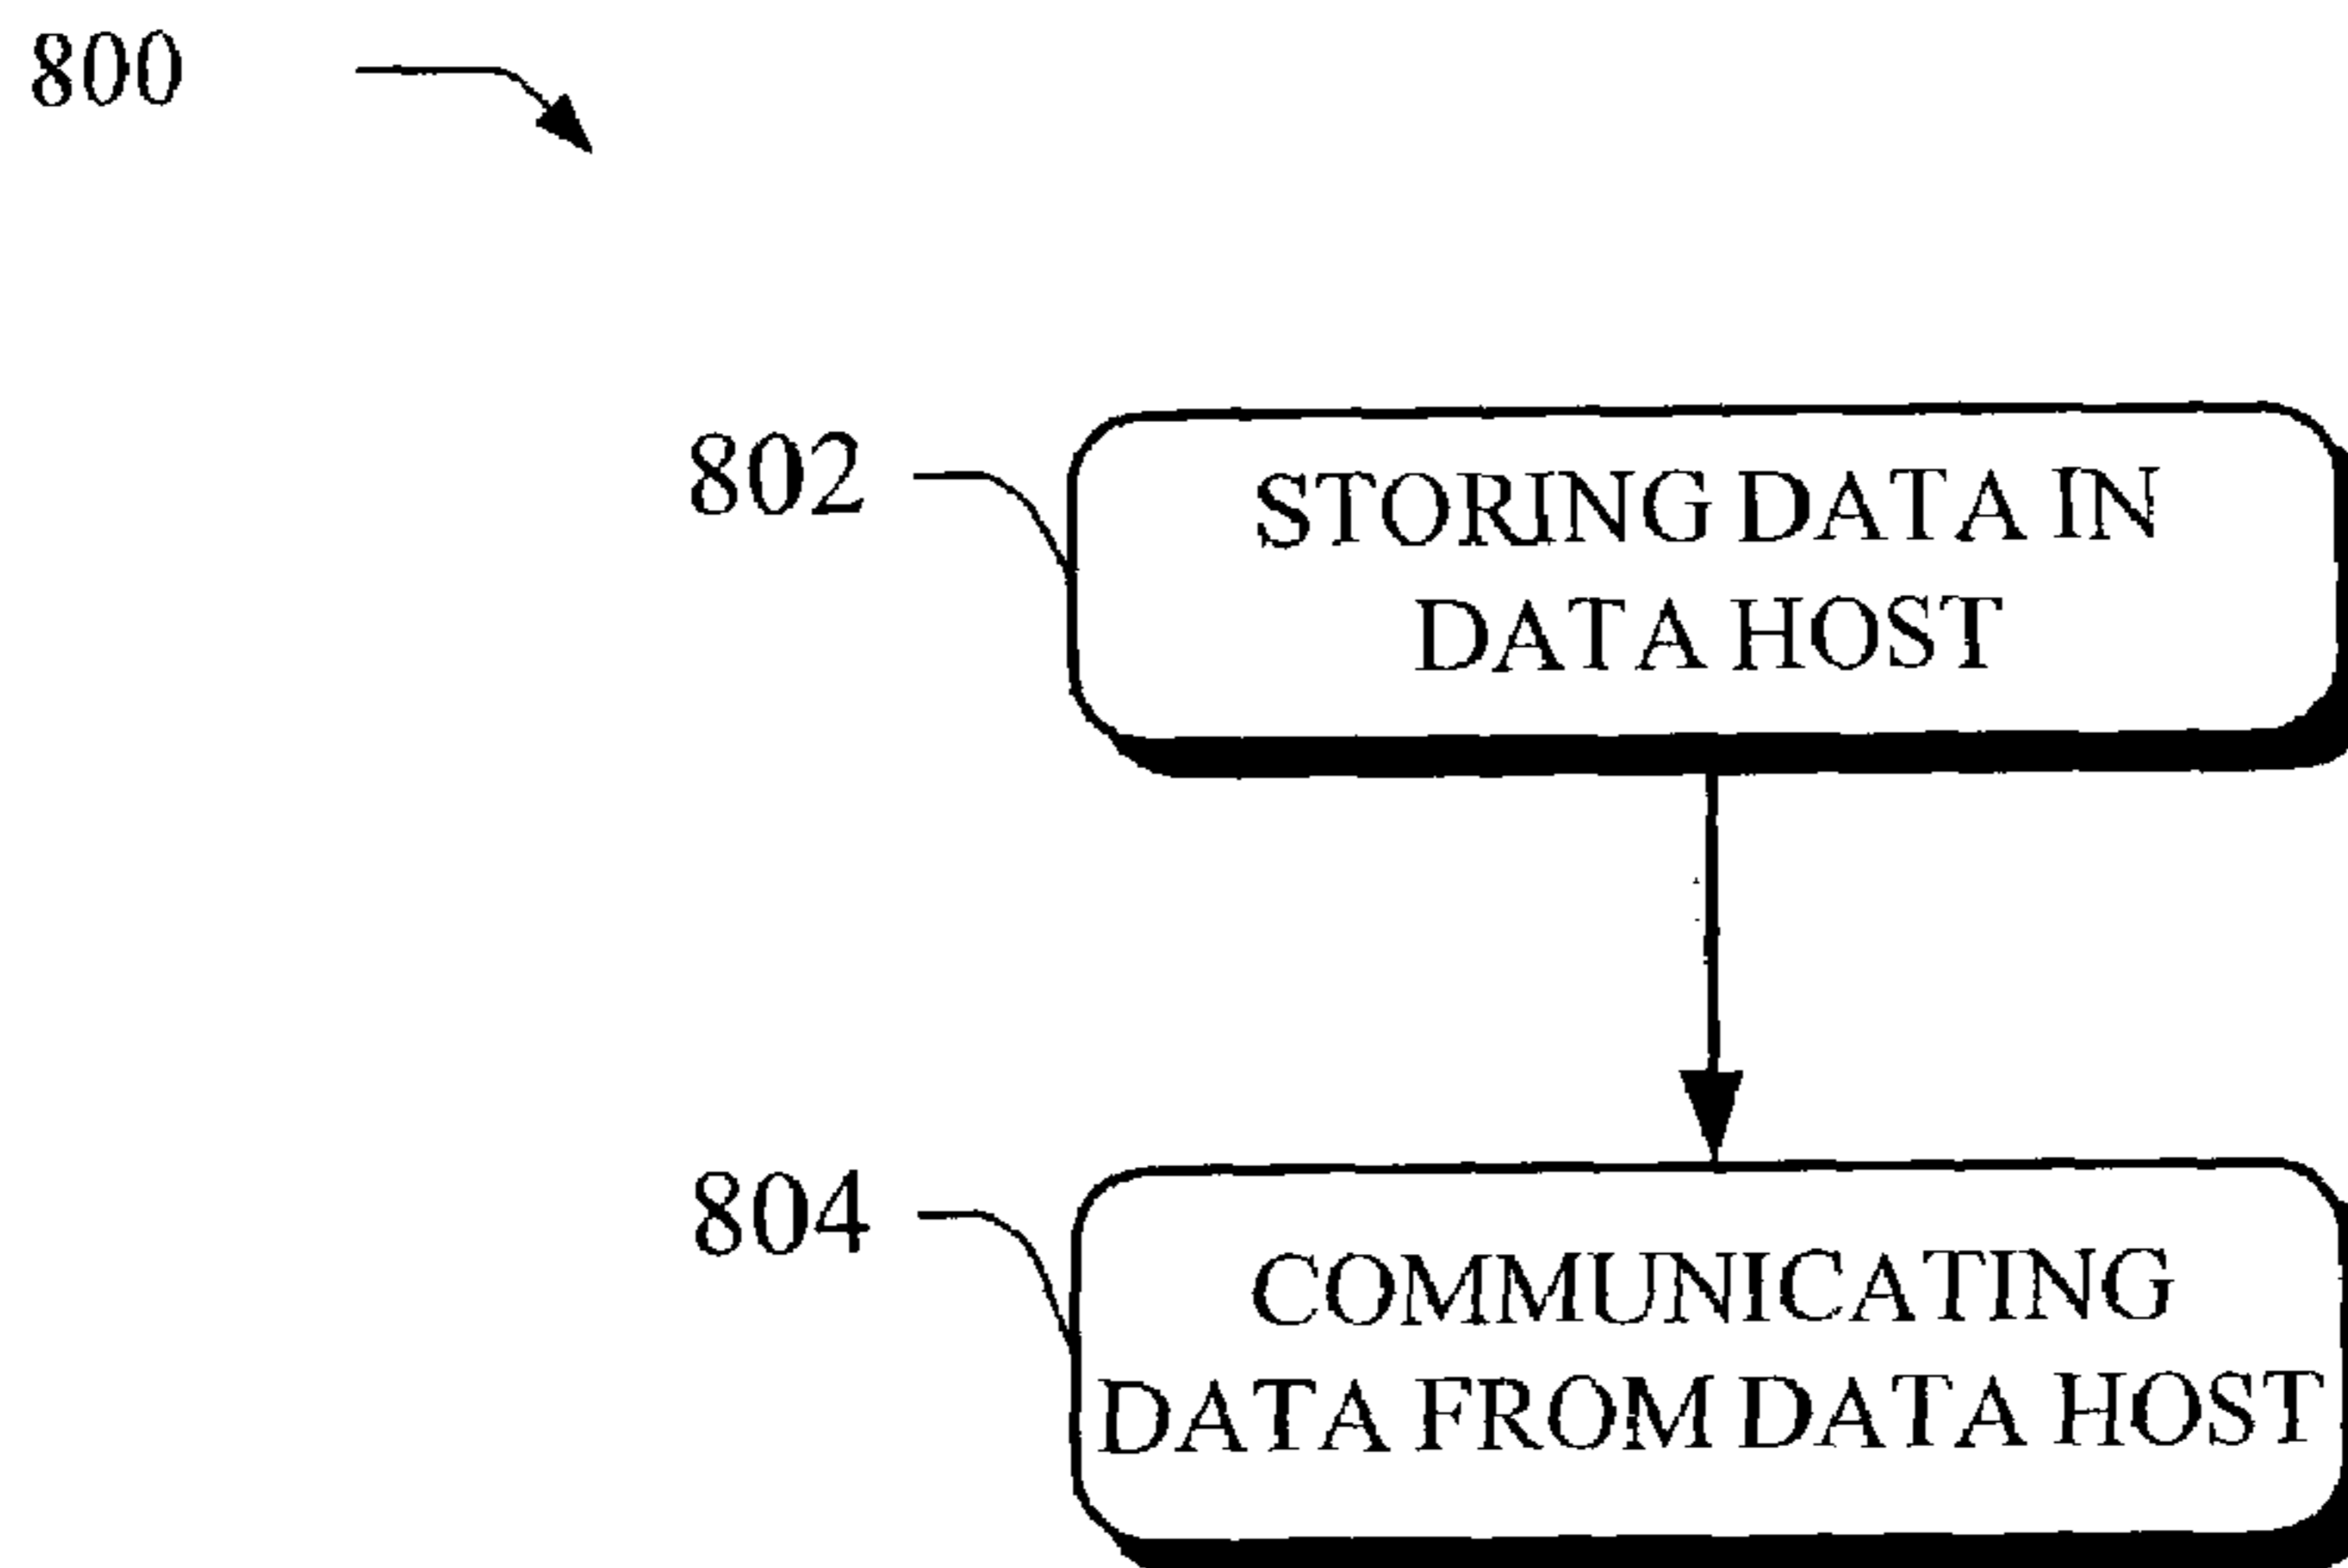 800
802
STORING DATA IN
DATA HOST
804
COMMUNICATING
DATA FROM DATA HOST